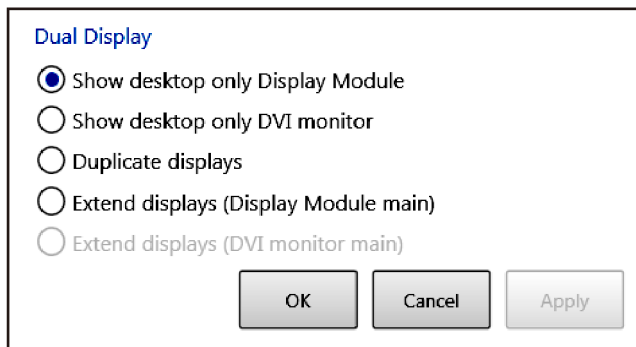 Dual Display
Show desktop only Display Module
Show desktop only DVI monitor
Duplicate displays
Extend displays (Display Module main)
Extend displays (DVI monitor main)
OK Cancel Apply